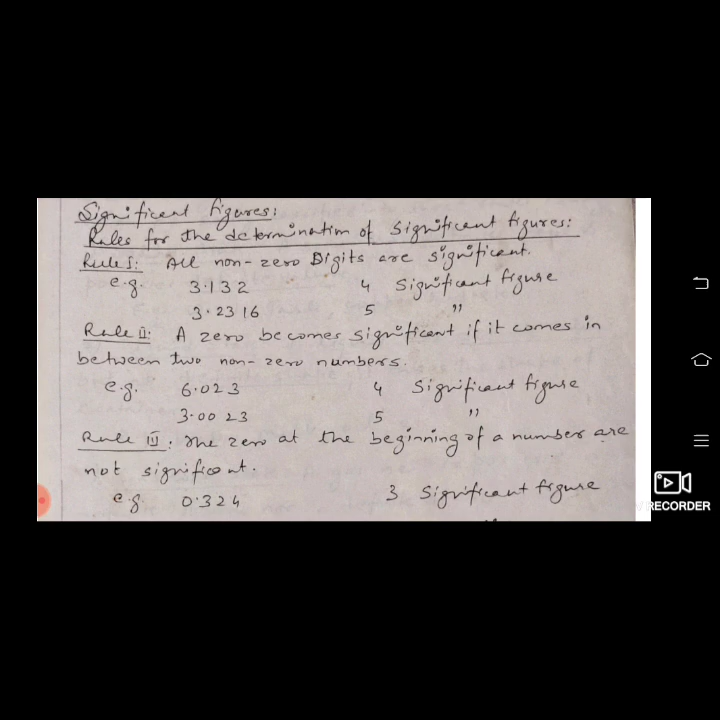 Significant figures:
Rules for the determination of Significant figures:
Rule I: All non-zero Digits are significant.
e.g. 3.132 4 Significant figure
3.2316 5 "
Rule II: A zero becomes significant if it comes in
between two non-zero numbers.
e.g. 6.023 4 Significant figure
3.0023 5 "
Rule III: The zero at the beginning of a number are
not significant.
e.g. 0.324 3 Significant figure
RECORDER